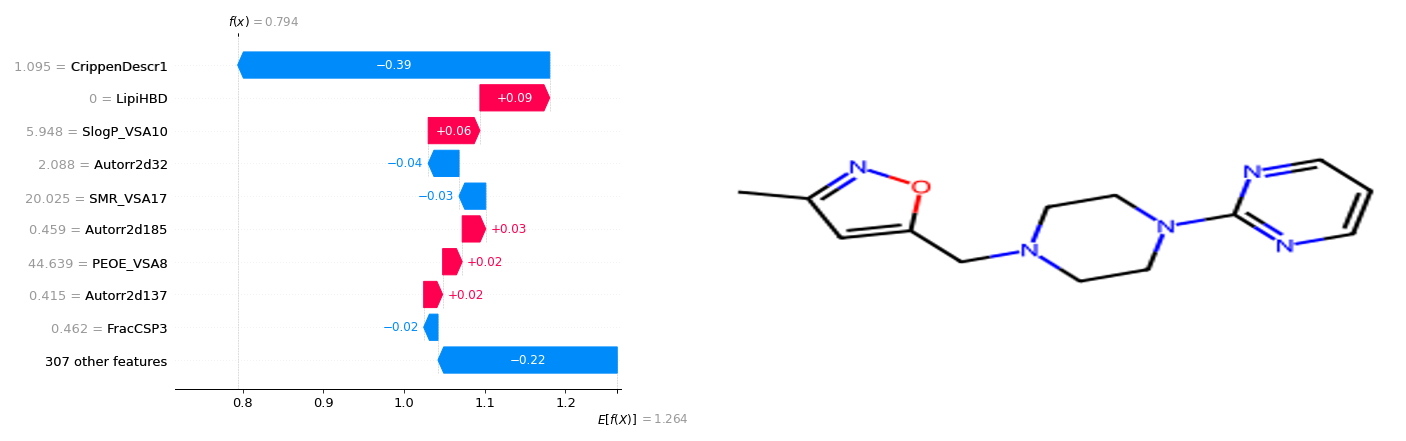 f(x) = 0.794
1.095 = CrippenDescr1 −0.39
0 = LipiHBD +0.09
5.948 = SlogP_VSA10 +0.06
2.088 = Autorr2d32 −0.04
20.025 = SMR_VSA17 −0.03
0.459 = Autorr2d185 +0.03
44.639 = PEOE_VSA8 +0.02
0.415 = Autorr2d137 +0.02
0.462 = FracCSP3 −0.02
307 other features −0.22
0.8 0.9 1.0 1.1 1.2
E[f(X)] = 1.264
N O
N N
N N